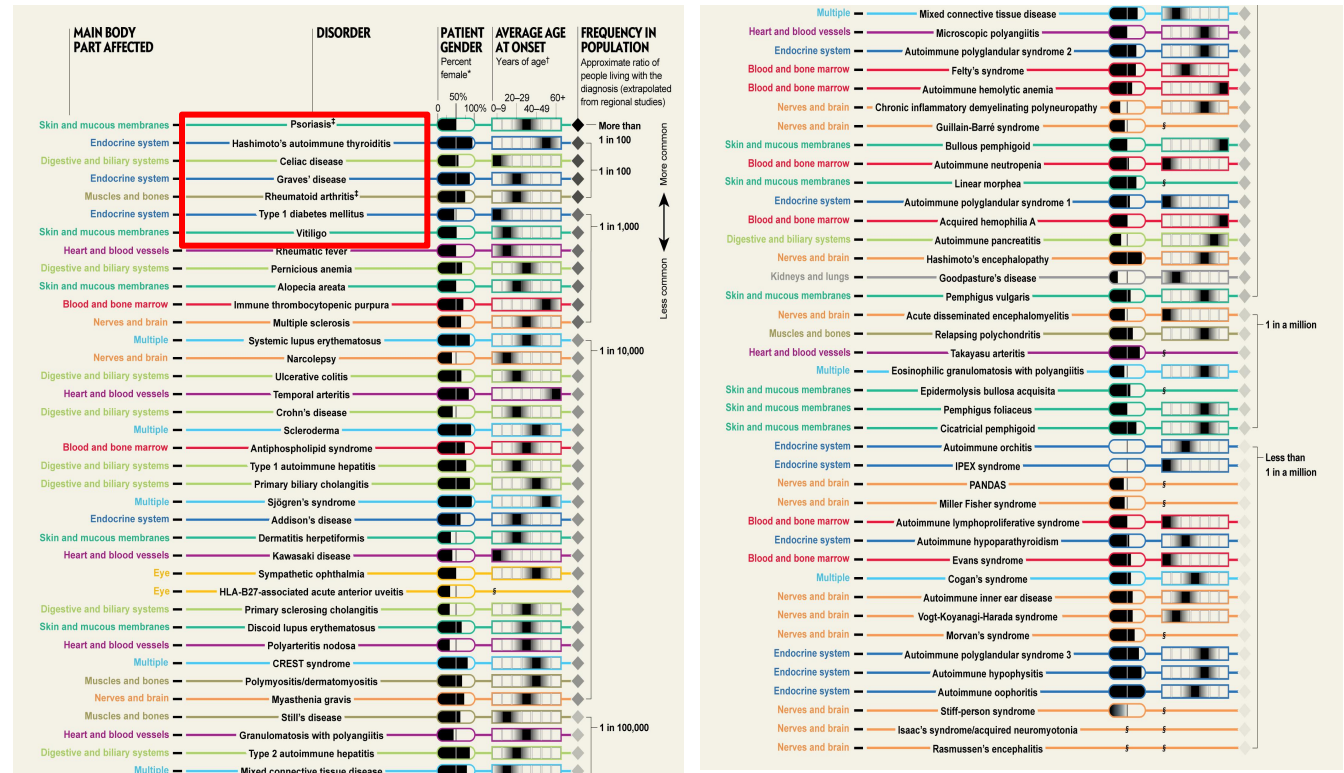 MAIN BODY
PART AFFECTED
DISORDER
PATIENT
GENDER
Percent
female*
0 50% 100%
AVERAGE AGE
AT ONSET
Years of age†
0–9 20–29 40–49 60+
FREQUENCY IN
POPULATION
Approximate ratio of
people living with the
diagnosis (extrapolated
from regional studies)
Skin and mucous membranes Psoriasis‡ More than
Endocrine system Hashimoto's autoimmune thyroiditis 1 in 100
Digestive and biliary systems Celiac disease
Endocrine system Graves' disease 1 in 100
Muscles and bones Rheumatoid arthritis‡
Endocrine system Type 1 diabetes mellitus
Skin and mucous membranes Vitiligo 1 in 1,000
More common
Less common
Heart and blood vessels Rheumatic fever
Digestive and biliary systems Pernicious anemia
Skin and mucous membranes Alopecia areata
Blood and bone marrow Immune thrombocytopenic purpura
Nerves and brain Multiple sclerosis
Multiple Systemic lupus erythematosus 1 in 10,000
Nerves and brain Narcolepsy
Digestive and biliary systems Ulcerative colitis
Heart and blood vessels Temporal arteritis
Digestive and biliary systems Crohn's disease
Multiple Scleroderma
Blood and bone marrow Antiphospholipid syndrome
Digestive and biliary systems Type 1 autoimmune hepatitis
Digestive and biliary systems Primary biliary cholangitis
Multiple Sjögren's syndrome
Endocrine system Addison's disease
Skin and mucous membranes Dermatitis herpetiformis
Heart and blood vessels Kawasaki disease
Eye Sympathetic ophthalmia
Eye HLA-B27-associated acute anterior uveitis §
Digestive and biliary systems Primary sclerosing cholangitis
Skin and mucous membranes Discoid lupus erythematosus
Heart and blood vessels Polyarteritis nodosa
Multiple CREST syndrome
Muscles and bones Polymyositis/dermatomyositis
Nerves and brain Myasthenia gravis
Muscles and bones Still's disease 1 in 100,000
Heart and blood vessels Granulomatosis with polyangiitis
Digestive and biliary systems Type 2 autoimmune hepatitis
Multiple Mixed connective tissue disease
Multiple Mixed connective tissue disease
Heart and blood vessels Microscopic polyangiitis
Endocrine system Autoimmune polyglandular syndrome 2
Blood and bone marrow Felty's syndrome
Blood and bone marrow Autoimmune hemolytic anemia
Nerves and brain Chronic inflammatory demyelinating polyneuropathy
Nerves and brain Guillain-Barré syndrome §
Skin and mucous membranes Bullous pemphigoid
Blood and bone marrow Autoimmune neutropenia
Skin and mucous membranes Linear morphea §
Endocrine system Autoimmune polyglandular syndrome 1
Blood and bone marrow Acquired hemophilia A
Digestive and biliary systems Autoimmune pancreatitis
Nerves and brain Hashimoto's encephalopathy
Kidneys and lungs Goodpasture's disease
Skin and mucous membranes Pemphigus vulgaris
Nerves and brain Acute disseminated encephalomyelitis 1 in a million
Muscles and bones Relapsing polychondritis
Heart and blood vessels Takayasu arteritis §
Multiple Eosinophilic granulomatosis with polyangiitis
Skin and mucous membranes Epidermolysis bullosa acquisita §
Skin and mucous membranes Pemphigus foliaceus
Skin and mucous membranes Cicatricial pemphigoid
Endocrine system Autoimmune orchitis Less than
Endocrine system IPEX syndrome 1 in a million
Nerves and brain PANDAS §
Nerves and brain Miller Fisher syndrome §
Blood and bone marrow Autoimmune lymphoproliferative syndrome
Endocrine system Autoimmune hypoparathyroidism
Blood and bone marrow Evans syndrome
Multiple Cogan's syndrome
Nerves and brain Autoimmune inner ear disease
Nerves and brain Vogt-Koyanagi-Harada syndrome
Nerves and brain Morvan's syndrome §
Endocrine system Autoimmune polyglandular syndrome 3
Endocrine system Autoimmune hypophysitis
Endocrine system Autoimmune oophoritis
Nerves and brain Stiff-person syndrome §
Nerves and brain Isaac's syndrome/acquired neuromyotonia § §
Nerves and brain Rasmussen's encephalitis § §